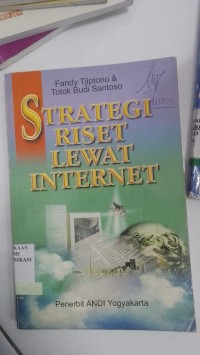 Fandy Tjiptono &
Totok Budi Santoso
STRATEGI
RISET
LEWAT
INTERNET
Penerbit ANDI Yogyakarta